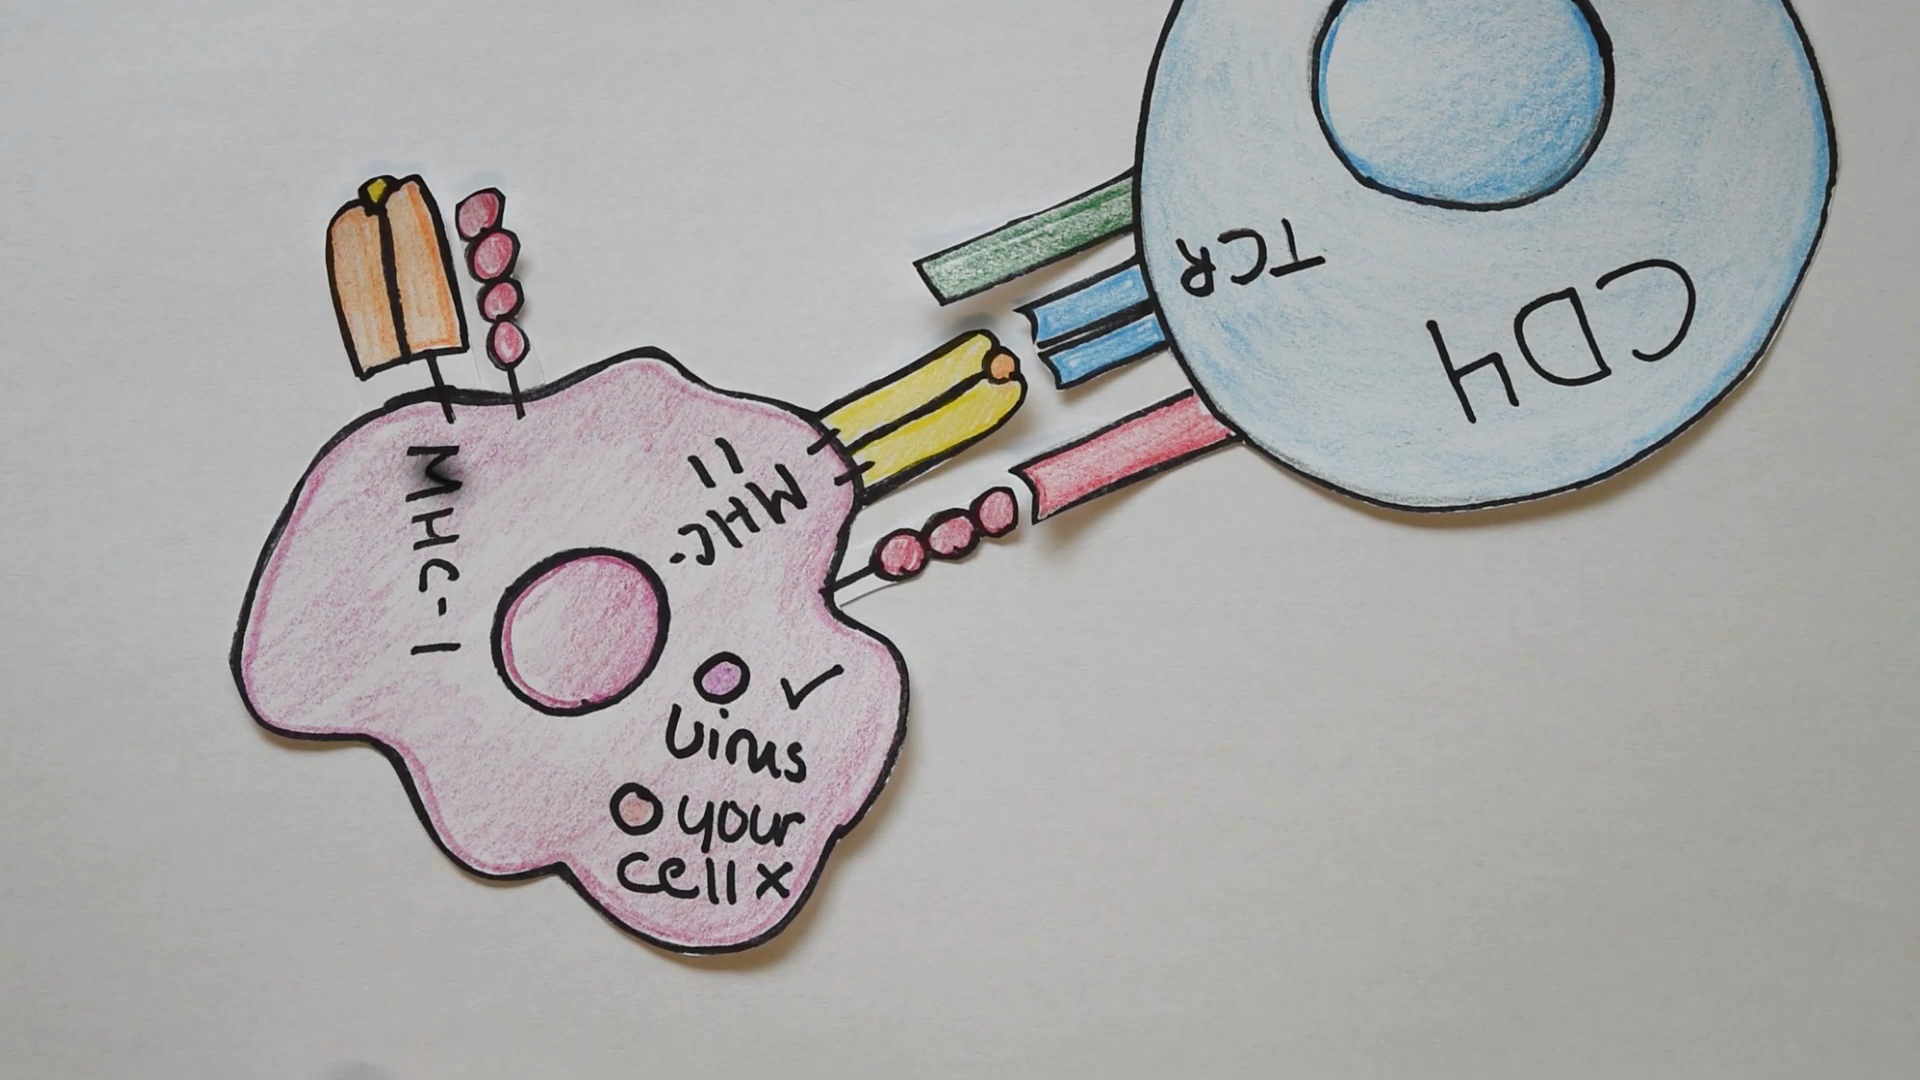 TCR
CD4
MHC-I
MHC-
II
Virus ✓
your
cell x